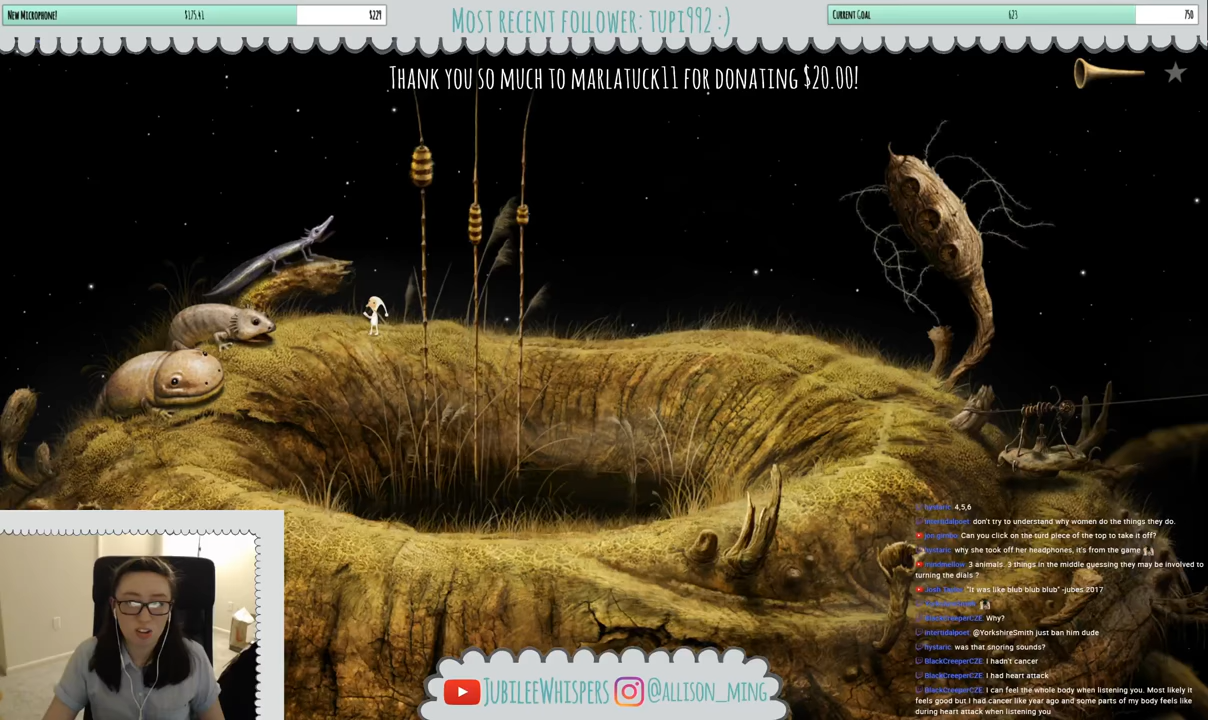 New Microphone! $175.41 $229
Most recent follower: tupi992 :)
Current Goal 623 750
Thank you so much to marlatuck11 for donating $20.00!
hystaric: 4,5,6
intertidalpoet: don't try to understand why women do the things they do.
Can you click on the turd piece of the top to take it off?
hystaric: why she took off her headphones, it's from the game
3 animals. 3 things in the middle guessing they may be involved to
turning the dials ?
"It was like blub blub blub" -jubes 2017
BlackCreeperCZE: Why?
intertidalpoet: @YorkshireSmith just ban him dude
hystaric: was that snoring sounds?
BlackCreeperCZE: I hadn't cancer
BlackCreeperCZE: I had heart attack
BlackCreeperCZE: I can feel the whole body when listening you. Most likely it
feels good but I had cancer like year ago and some parts of my body feels like
during heart attack when listening you
JubileeWhispers @allison_ming